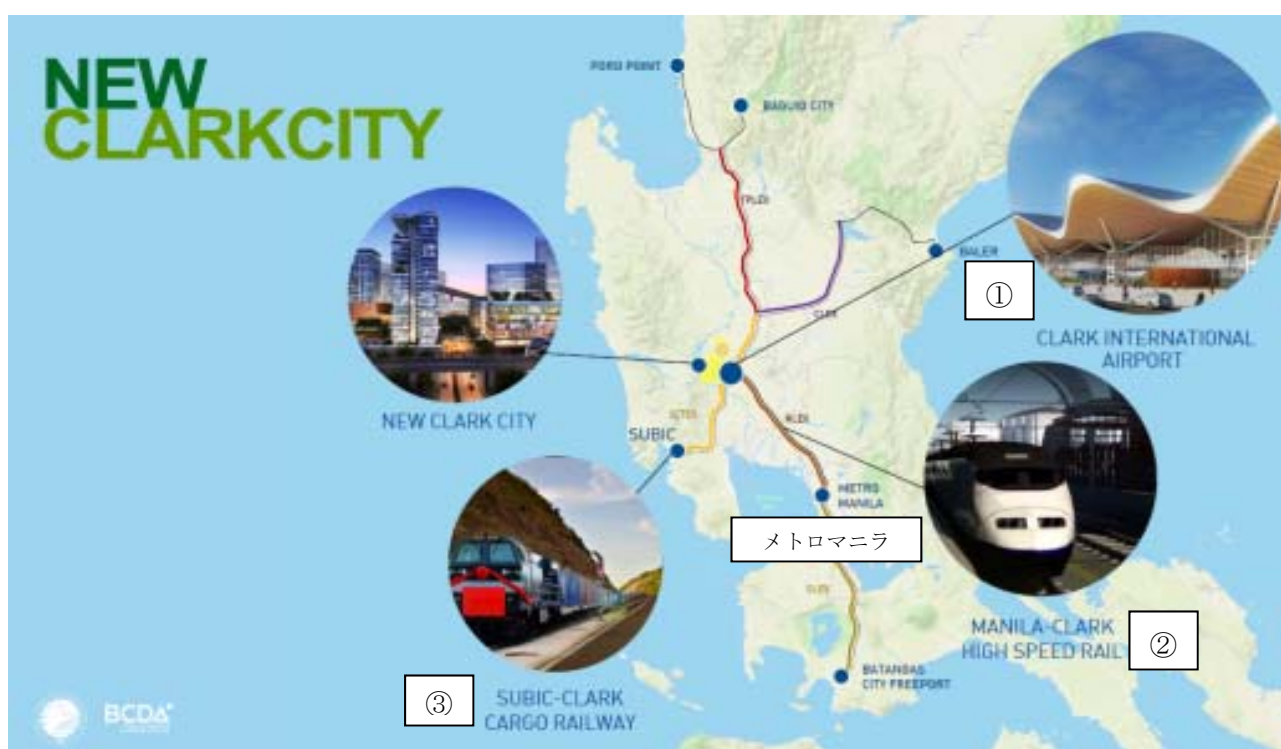 NEW
CLARKCITY
PORO POINT
BAGUIO CITY
TPLEX
BALER
①
CLEX
CLARK INTERNATIONAL
AIRPORT
NEW CLARK CITY
SCTEX
NLEX
SUBIC
METRO
MANILA
メトロマニラ
MANILA-CLARK
HIGH SPEED RAIL
②
BATANGAS
CITY FREEPORT
③
SUBIC-CLARK
CARGO RAILWAY
BCDA